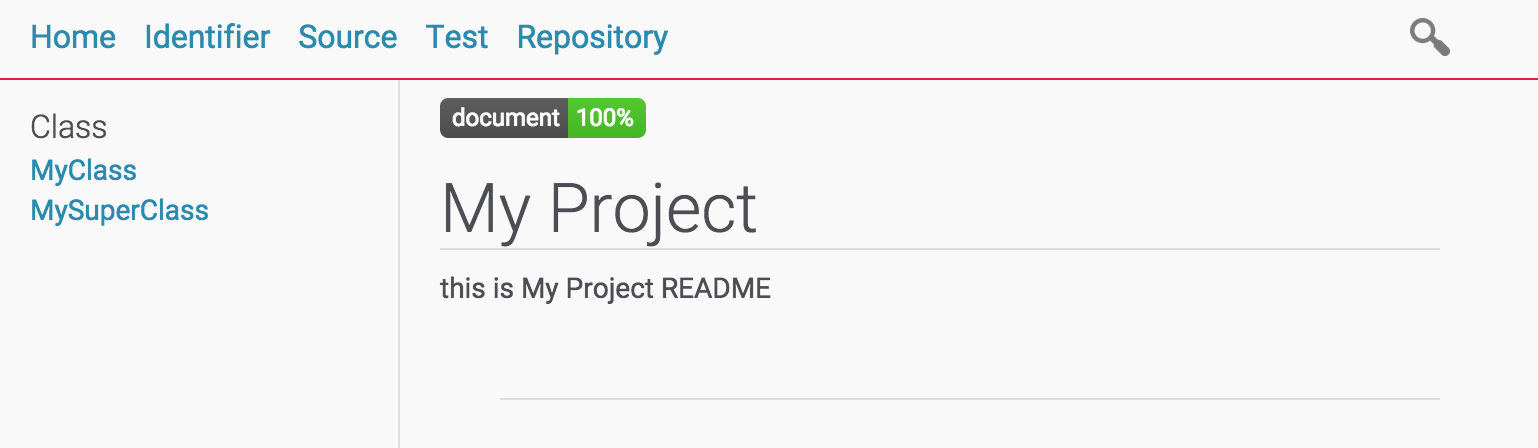 Home Identifier Source Test Repository
Class
MyClass
MySuperClass
document 100%
My Project
this is My Project README